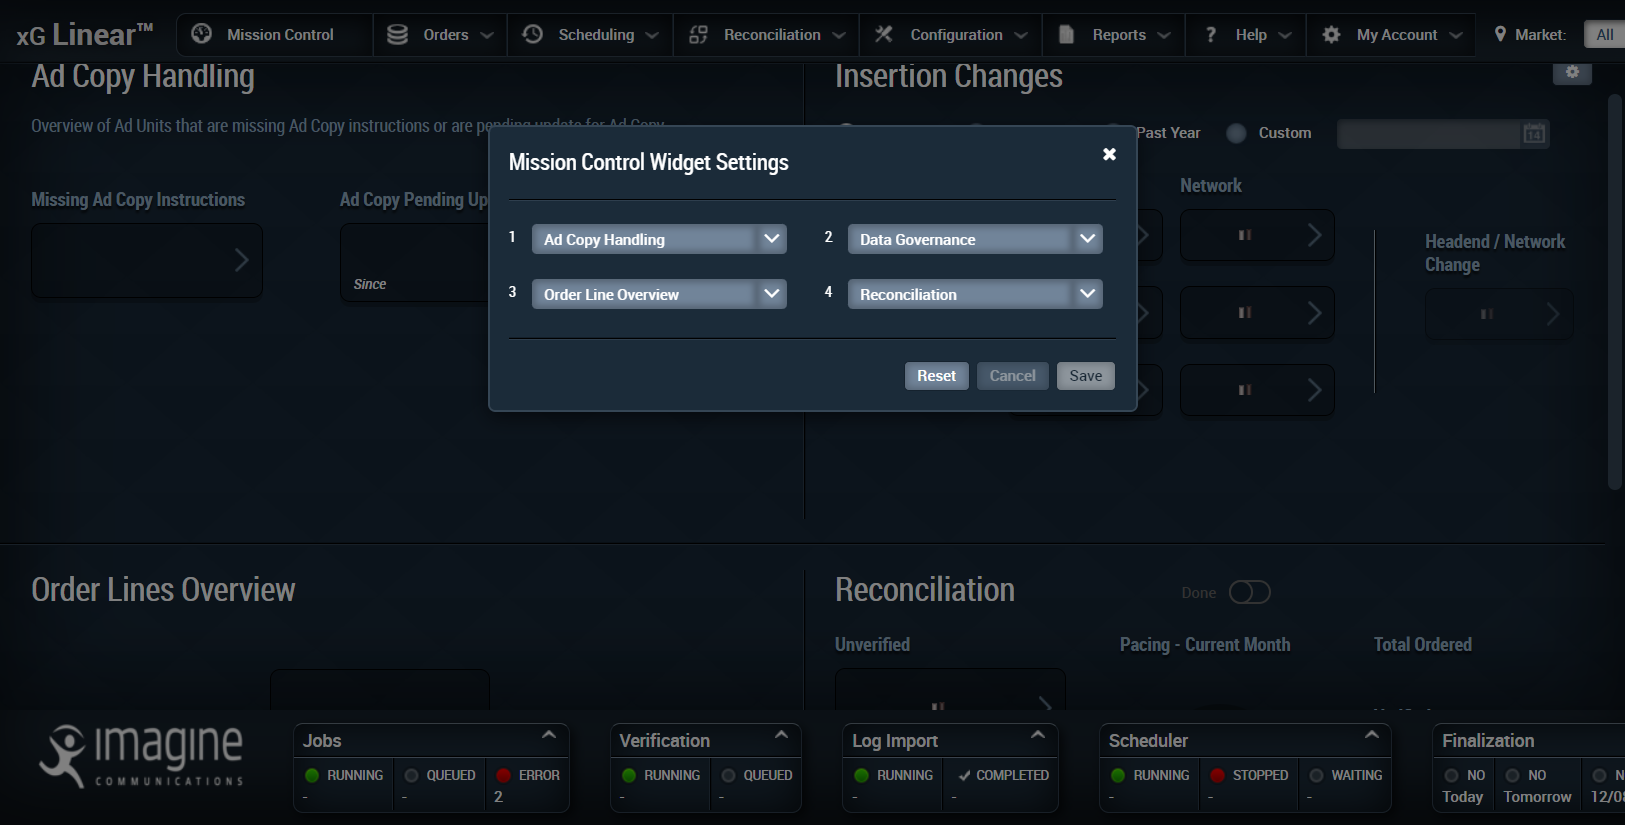 xG Linear™
Mission Control
Orders
Scheduling
Reconciliation
Configuration
Reports
? Help
My Account
Market:
All
Ad Copy Handling
Insertion Changes
Overview of Ad Units that are missing Ad Copy instructions or are pending update for Ad Copy
Past Year
Custom
14
Mission Control Widget Settings
Missing Ad Copy Instructions
Ad Copy Pending Up
Network
1 Ad Copy Handling
2 Data Governance
Headend / Network
Change
Since
3 Order Line Overview
4 Reconciliation
Reset
Cancel
Save
Order Lines Overview
Reconciliation
Done
Unverified
Pacing - Current Month
Total Ordered
imagine
COMMUNICATIONS
Jobs
RUNNING
-
QUEUED
-
ERROR
2
Verification
RUNNING
-
QUEUED
-
Log Import
RUNNING
-
COMPLETED
-
Scheduler
RUNNING
-
STOPPED
-
WAITING
-
Finalization
NO
Today
NO
Tomorrow
N
12/08